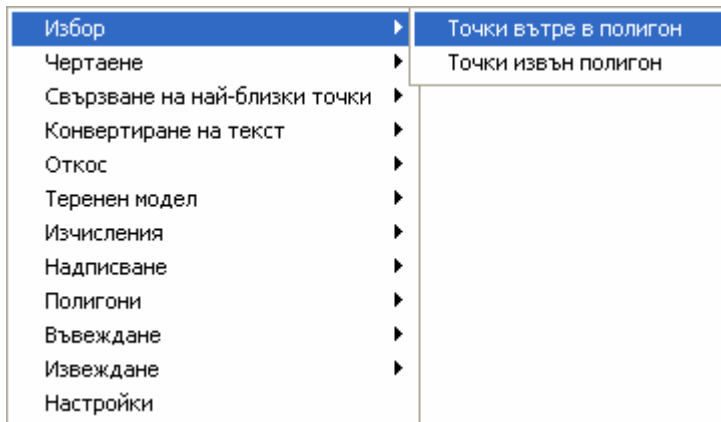 Избор
Точки вътре в полигон
Чертаене
Точки извън полигон
Свързване на най-близки точки
Конвертиране на текст
Откос
Теренен модел
Изчисления
Надписване
Полигони
Въвеждане
Извеждане
Настройки